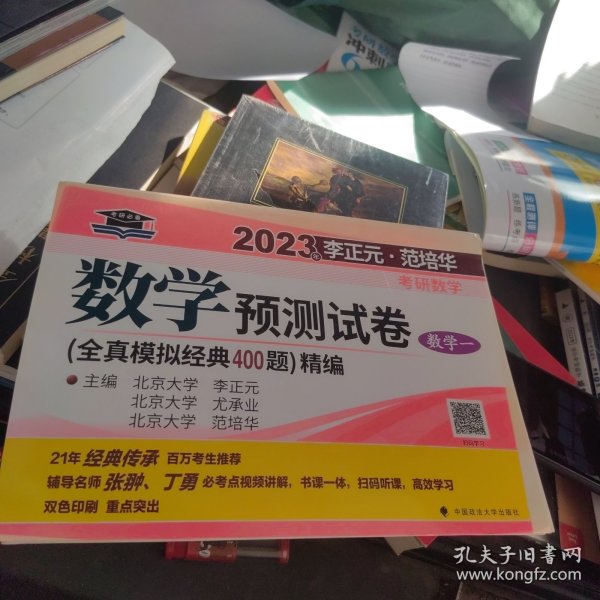 考研必备
2023年 李正元·范培华
考研数学
数学 预测试卷 数学一
(全真模拟经典400题)精编
● 主编 北京大学 李正元
北京大学 尤承业
北京大学 范培华
扫码学习
21年 经典传承 百万考生推荐
辅导名师 张翀、丁勇 必考点视频讲解，书课一体，扫码听课，高效学习
双色印刷 重点突出
中国政法大学出版社
孔夫子旧书网
www.kongfz.com